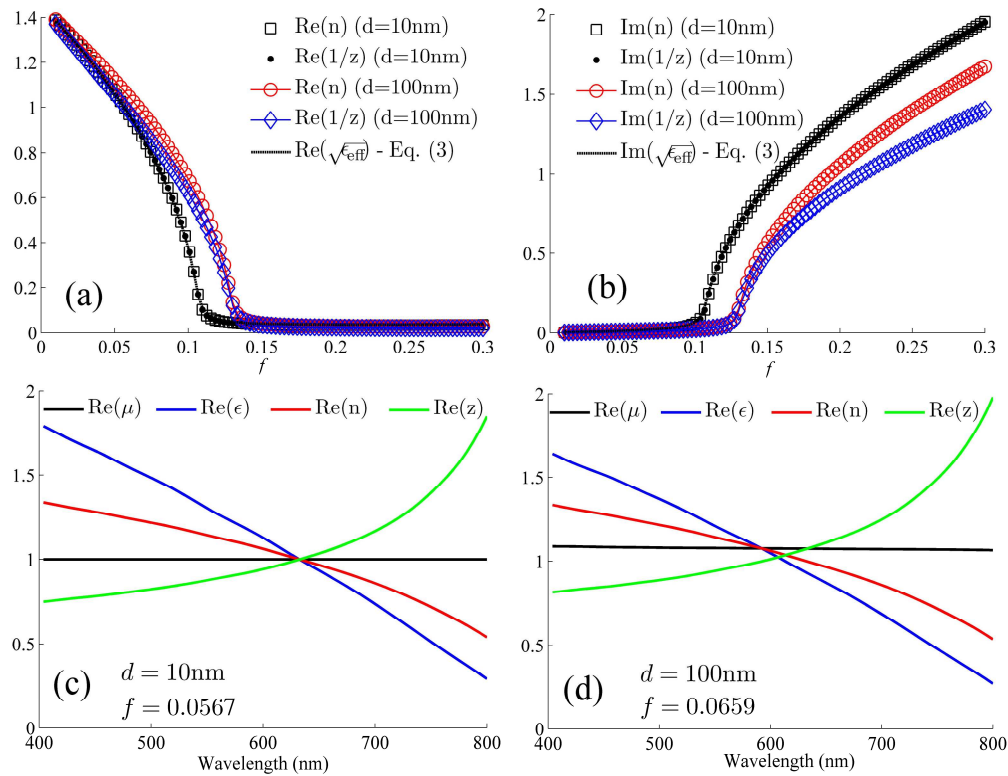 1.4
1.2
1
0.8
0.6
0.4
0.2
0
Re(n) (d=10nm)
Re(1/z) (d=10nm)
Re(n) (d=100nm)
Re(1/z) (d=100nm)
Re(√ϵeff) - Eq. (3)
(a)
0 0.05 0.1 0.15 0.2 0.25 0.3
f
2
1.5
1
0.5
0
Im(n) (d=10nm)
Im(1/z) (d=10nm)
Im(n) (d=100nm)
Im(1/z) (d=100nm)
Im(√ϵeff) - Eq. (3)
(b)
0 0.05 0.1 0.15 0.2 0.25 0.3
f
2
1.5
1
0.5
0
Re(μ) Re(ϵ) Re(n) Re(z)
(c)
d = 10nm
f = 0.0567
400 500 600 700 800
Wavelength (nm)
2
1.5
1
0.5
0
Re(μ) Re(ϵ) Re(n) Re(z)
(d)
d = 100nm
f = 0.0659
400 500 600 700 800
Wavelength (nm)